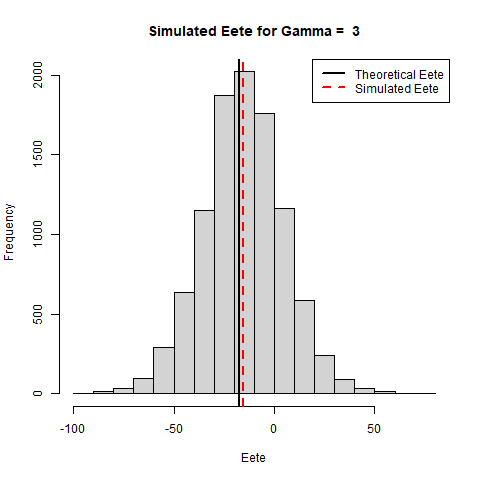 Simulated Eete for Gamma =  3
Theoretical Eete
Simulated Eete
Frequency
2000
1500
1000
500
0
-100
-50
0
50
Eete